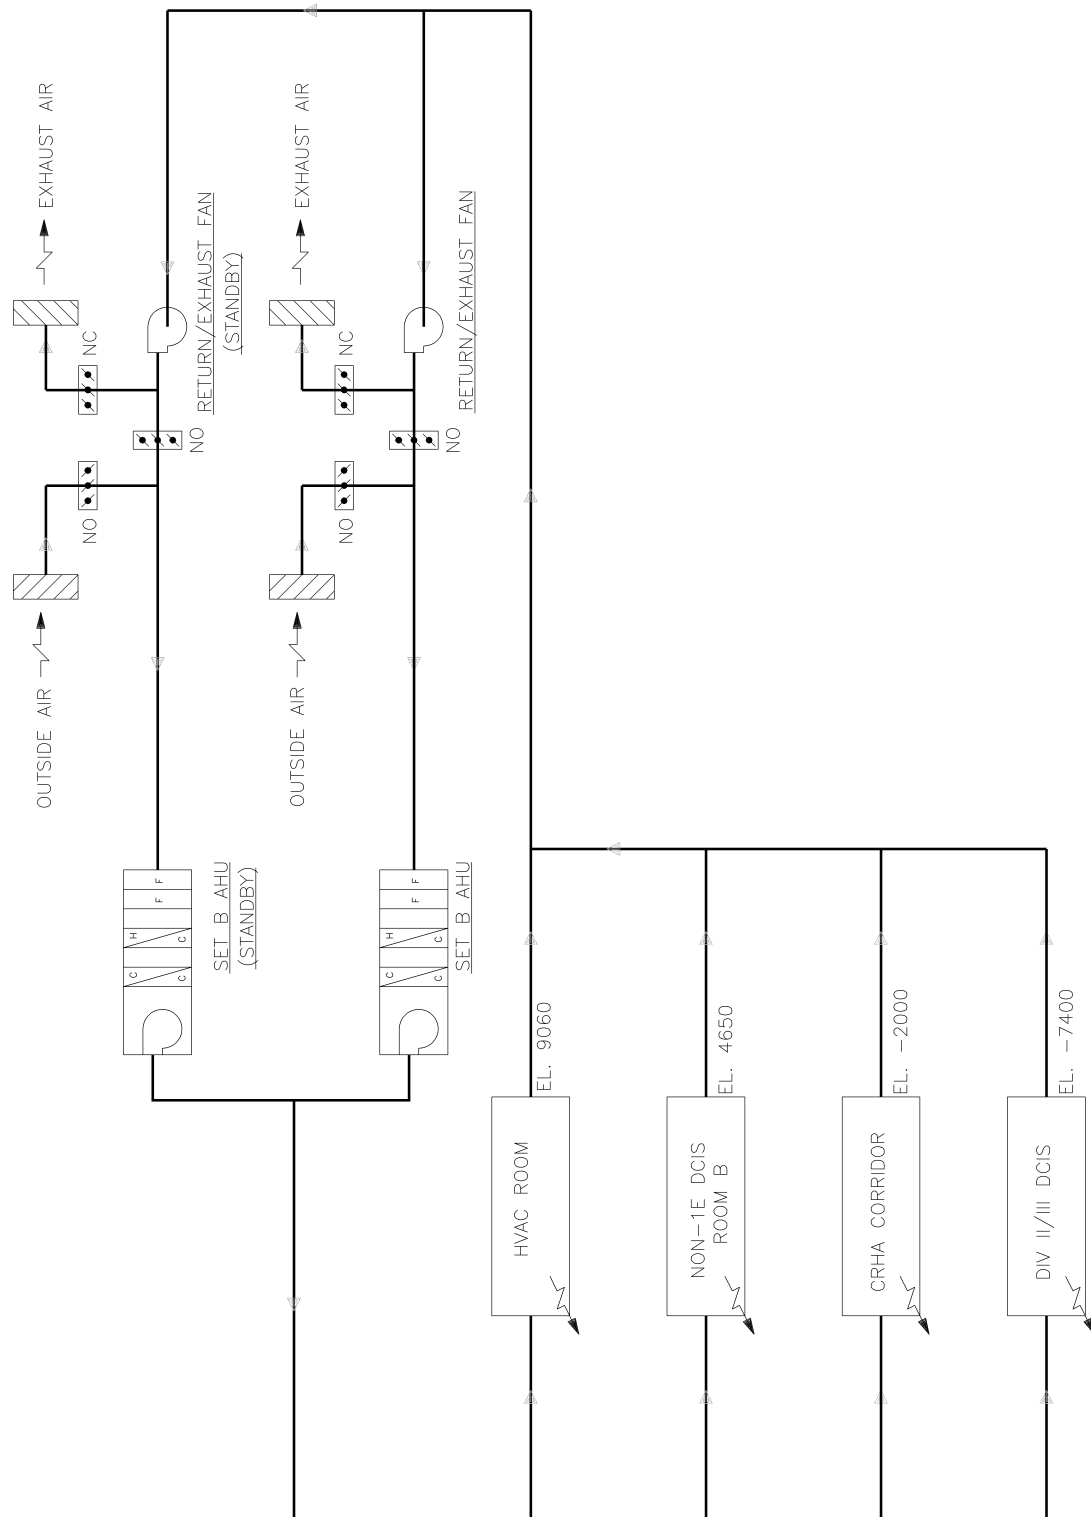 EXHAUST AIR
NC
RETURN/EXHAUST FAN
(STANDBY)
NO
NO
OUTSIDE AIR
SET B AHU
(STANDBY)
F
F
H
C
C
C
EXHAUST AIR
NC
RETURN/EXHAUST FAN
NO
NO
OUTSIDE AIR
SET B AHU
F
F
H
C
C
C
HVAC ROOM
EL. 9060
NON-1E DCIS
ROOM B
EL. 4650
CRHA CORRIDOR
EL. -2000
DIV II/III DCIS
EL. -7400